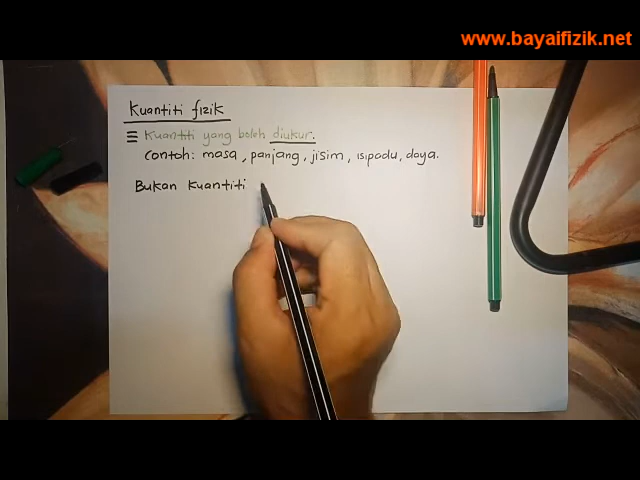 www.bayaifizik.net
Kuantiti fizik
≡ Kuantiti yang boleh diukur.
Contoh: masa, panjang, jisim, isipadu, daya.
Bukan kuantiti